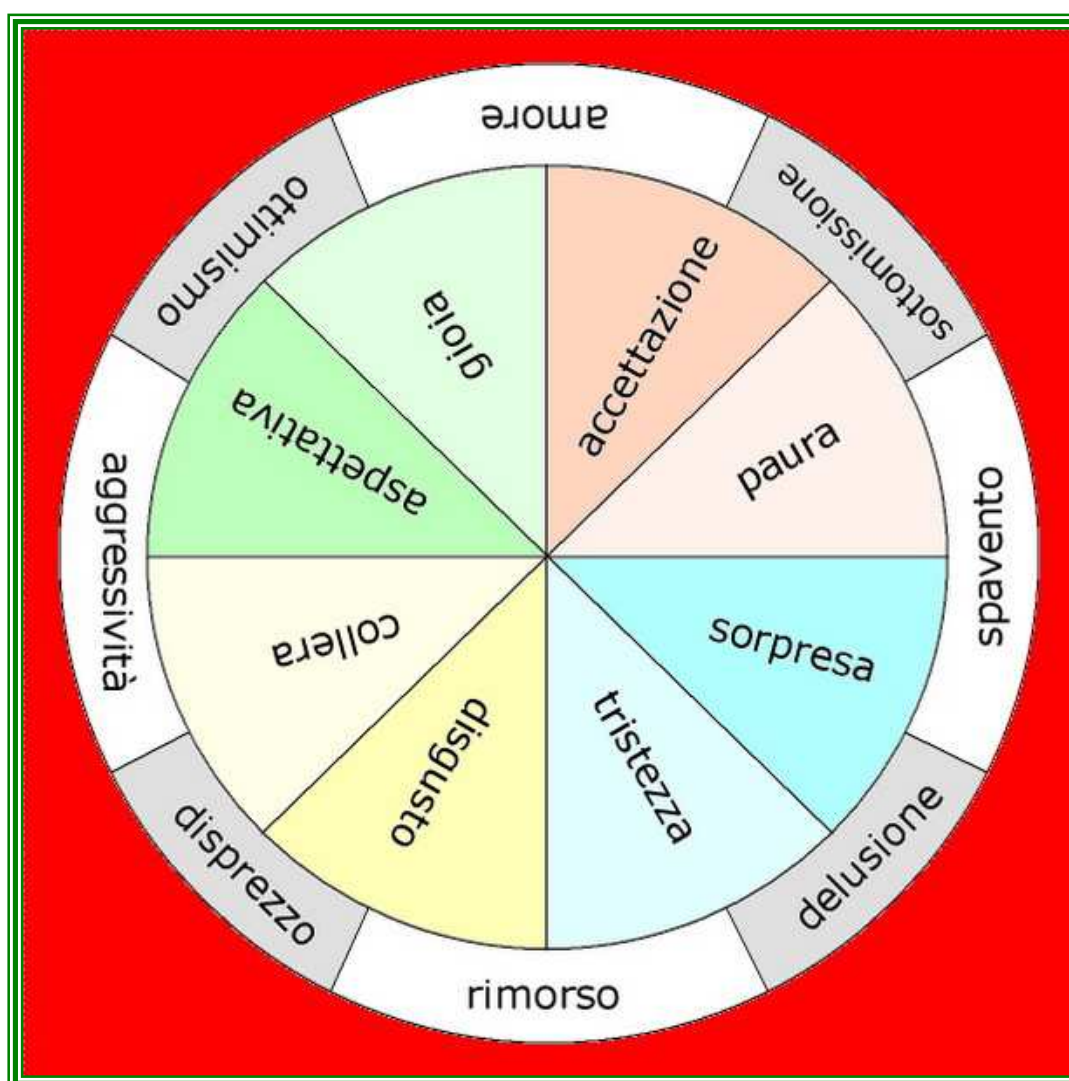 amore
sottomissione
spavento
delusione
rimorso
disprezzo
aggressività
ottimismo
gioia
accettazione
paura
sorpresa
tristezza
disgusto
collera
aspettativa